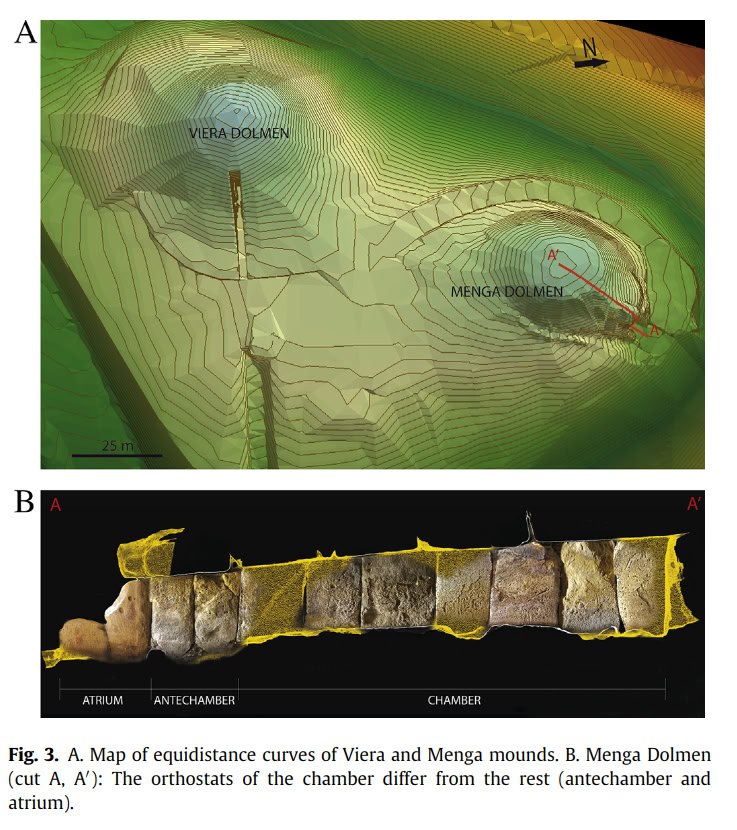 A
N
VIERA DOLMEN
A'
MENGA DOLMEN
A
25 m
B
A
A'
ATRIUM
ANTECHAMBER
CHAMBER
Fig. 3. A. Map of equidistance curves of Viera and Menga mounds. B. Menga Dolmen
(cut A, A′): The orthostats of the chamber differ from the rest (antechamber and
atrium).